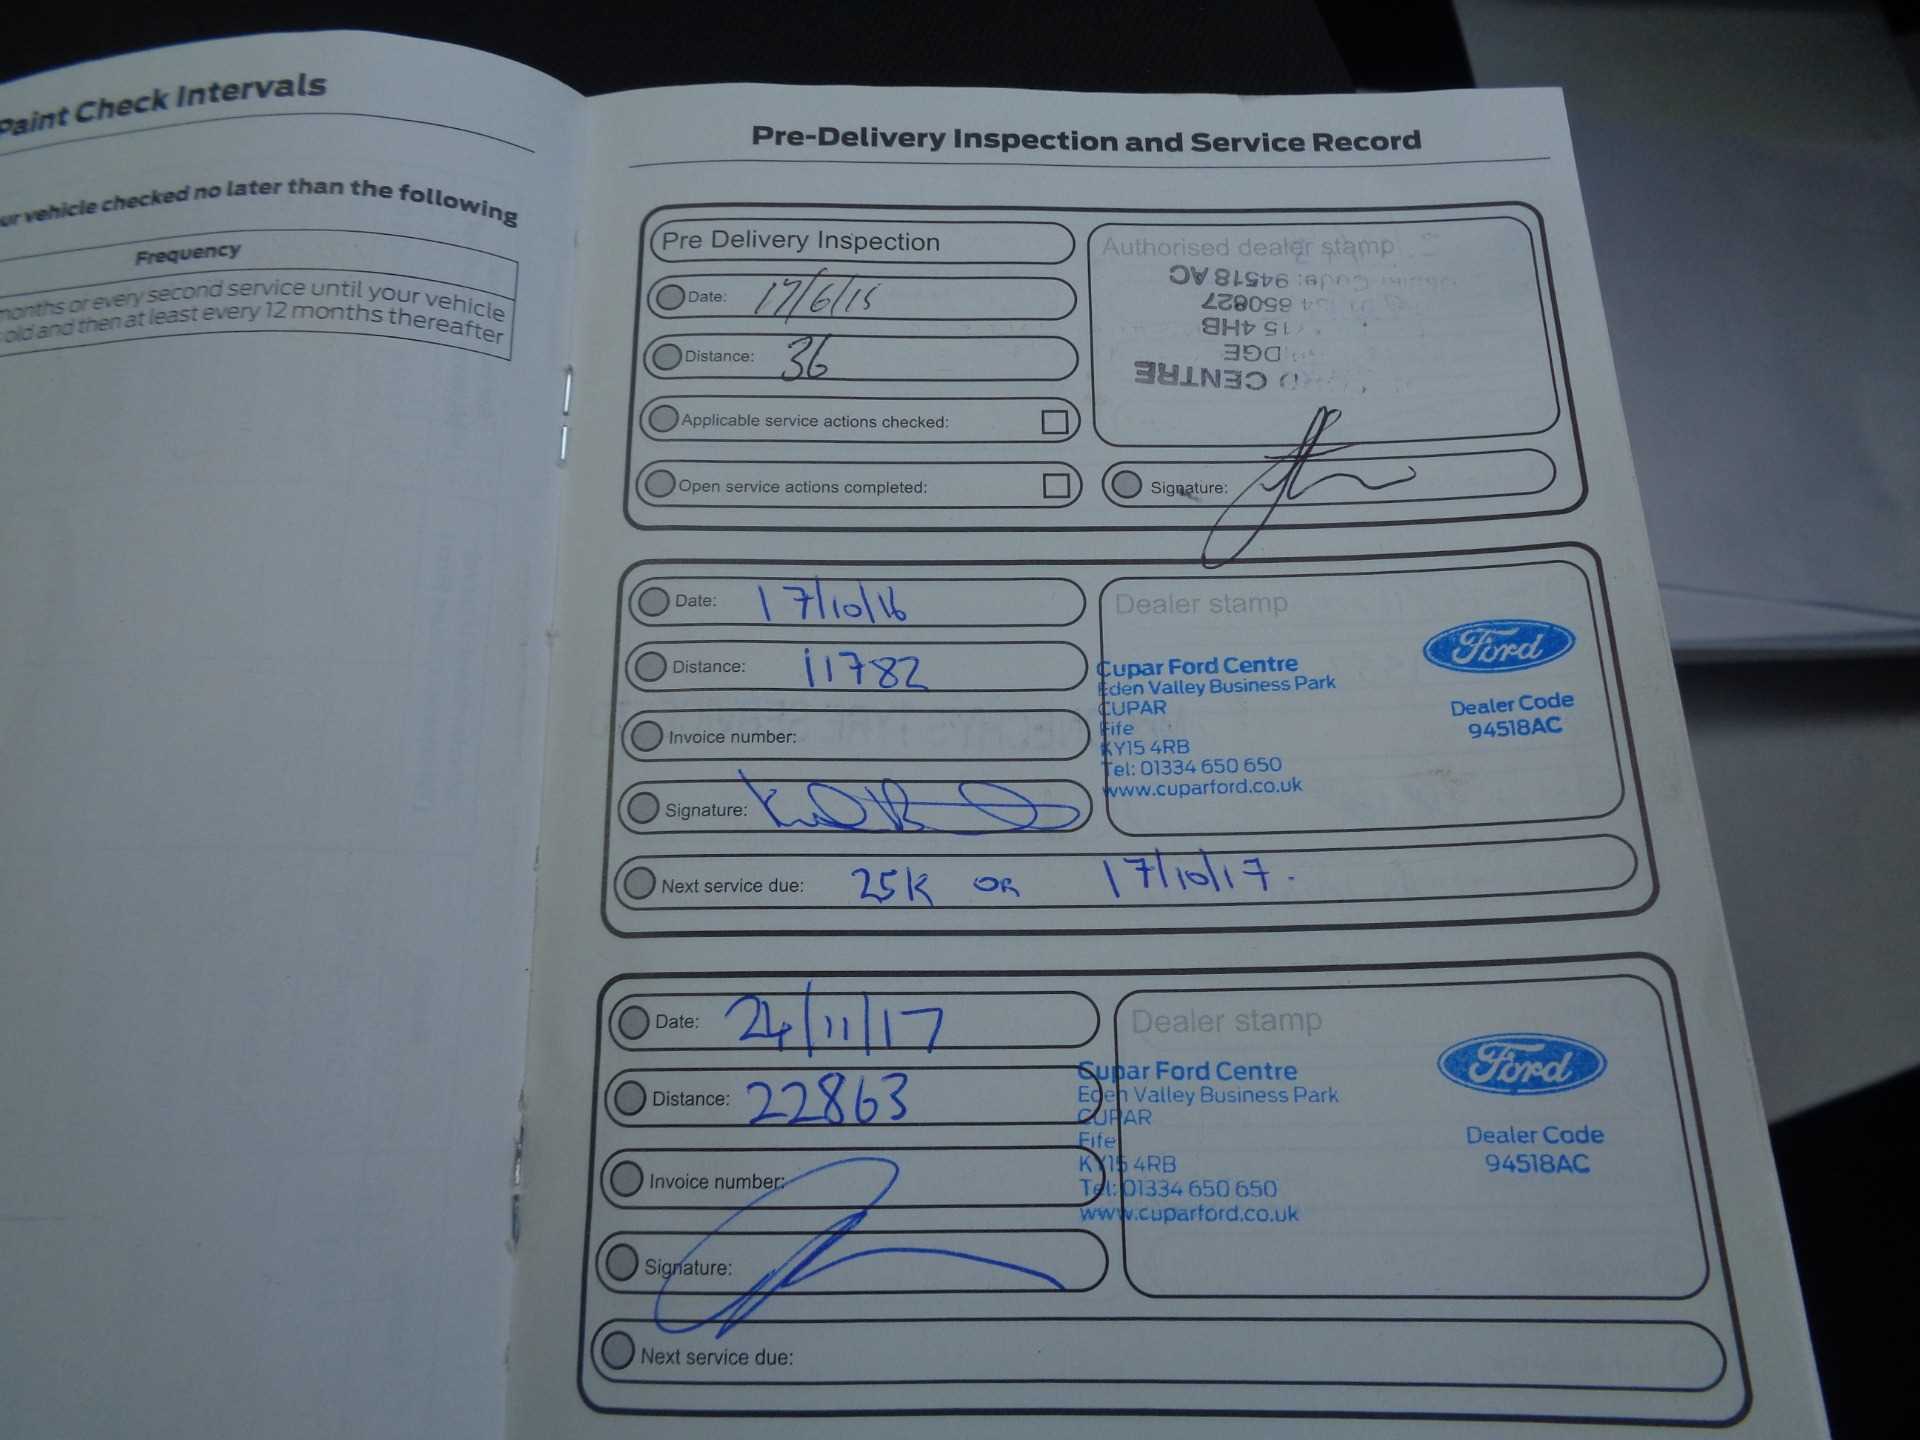 Paint Check Intervals
ur vehicle checked no later than the following
Frequency
months or every second service until your vehicle
old and then at least every 12 months thereafter
Pre-Delivery Inspection and Service Record
Pre Delivery Inspection
Date: 17/6/15
Distance: 36
Applicable service actions checked:
Open service actions completed:
Authorised dealer stamp
94518 AC
650827
15 4HB
DGE
CENTRE
Signature:
Date: 17/10/16
Distance: 11782
Invoice number:
Signature:
Next service due: 25K OR 17/10/17.
Dealer stamp
Cupar Ford Centre
Eden Valley Business Park
CUPAR
Fife
KY15 4RB
Tel: 01334 650 650
www.cuparford.co.uk
Ford
Dealer Code
94518AC
Date: 24/11/17
Distance: 22863
Invoice number:
Signature:
Next service due:
Dealer stamp
Cupar Ford Centre
Eden Valley Business Park
CUPAR
Fife
KY15 4RB
Tel: 01334 650 650
www.cuparford.co.uk
Ford
Dealer Code
94518AC